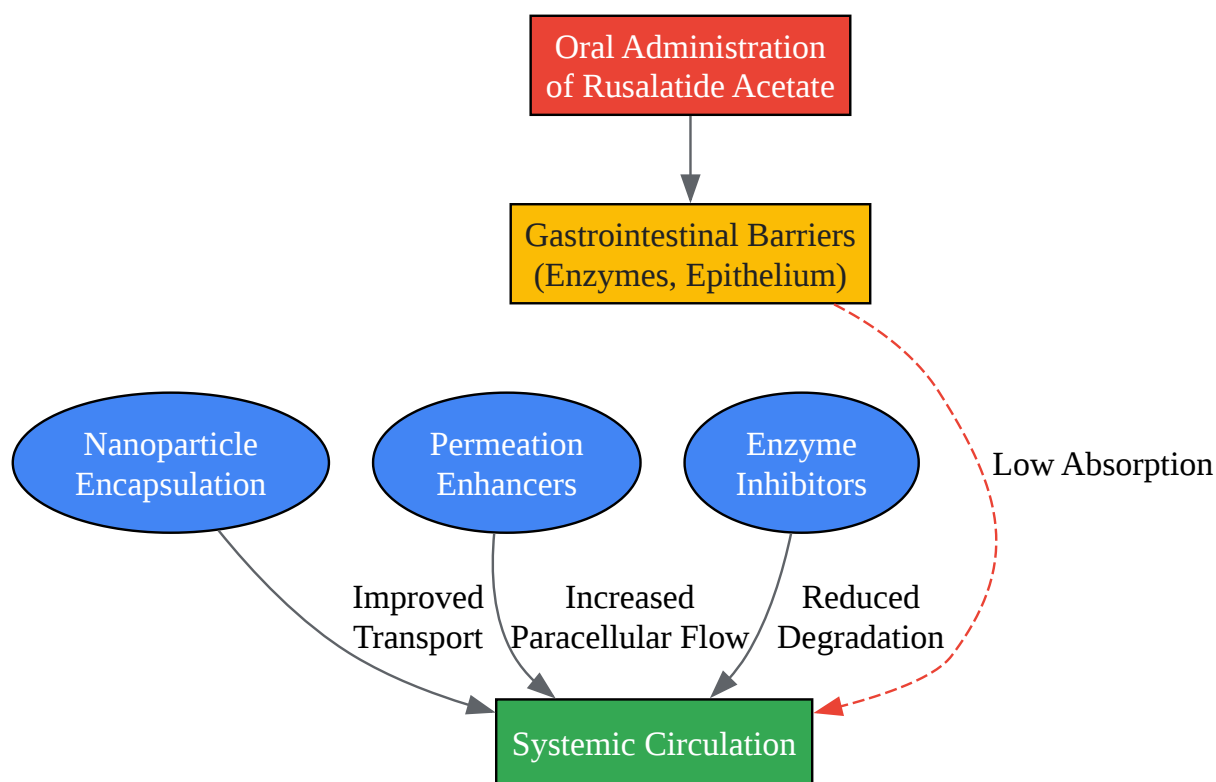 Oral Administration
of Rusalatide Acetate
Gastrointestinal Barriers
(Enzymes, Epithelium)
Nanoparticle
Encapsulation
Permeation
Enhancers
Enzyme
Inhibitors
Low Absorption
Improved
Transport
Increased
Paracellular Flow
Reduced
Degradation
Systemic Circulation